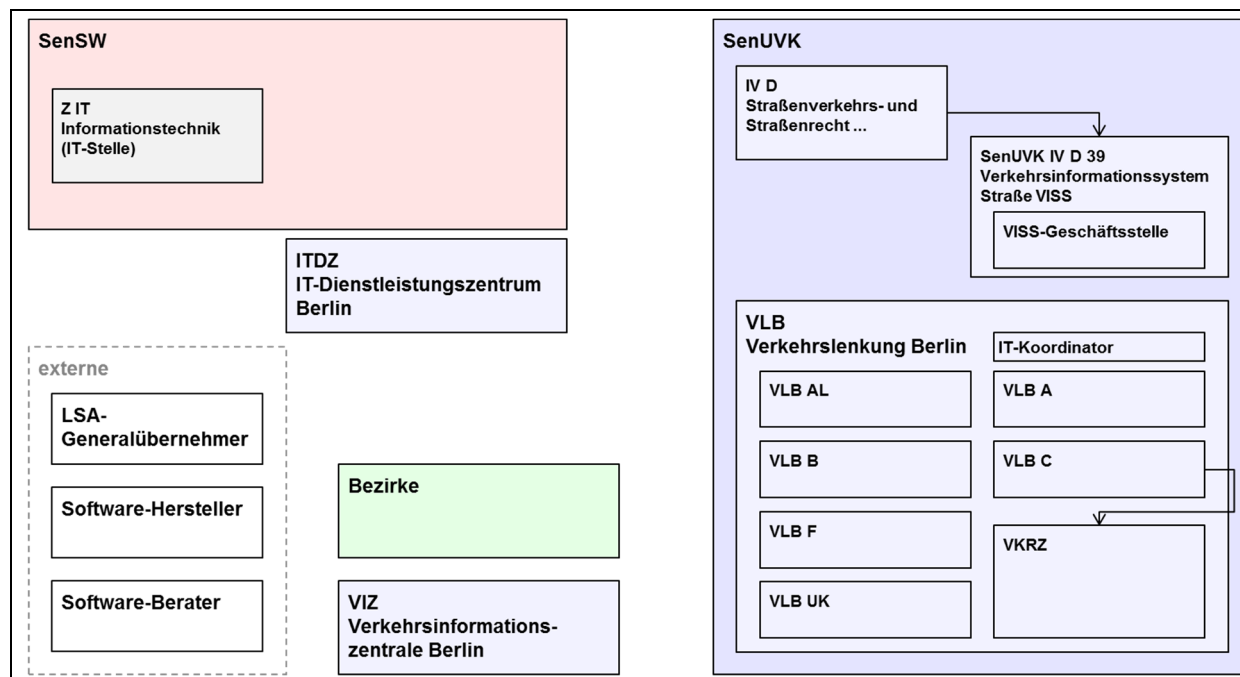 SenSW
Z IT
Informationstechnik
(IT-Stelle)
ITDZ
IT-Dienstleistungszentrum
Berlin
externe
LSA-
Generalübernehmer
Software-Hersteller
Software-Berater
Bezirke
VIZ
Verkehrsinformations-
zentrale Berlin
SenUVK
IV D
Straßenverkehrs- und
Straßenrecht ...
SenUVK IV D 39
Verkehrsinformationssystem
Straße VISS
VISS-Geschäftsstelle
VLB
Verkehrslenkung Berlin
IT-Koordinator
VLB AL
VLB A
VLB B
VLB C
VLB F
VKRZ
VLB UK